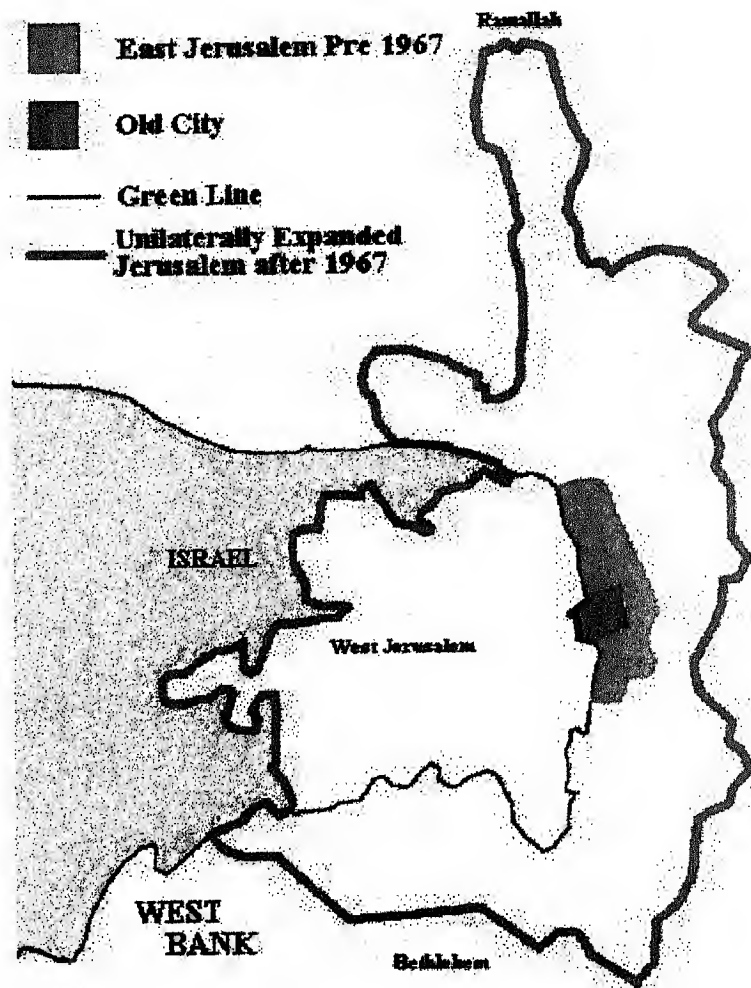 Ramallah
East Jerusalem Pre 1967
Old City
Green Line
Unilaterally Expanded
Jerusalem after 1967
ISRAEL
West Jerusalem
WEST
BANK
Bethlehem